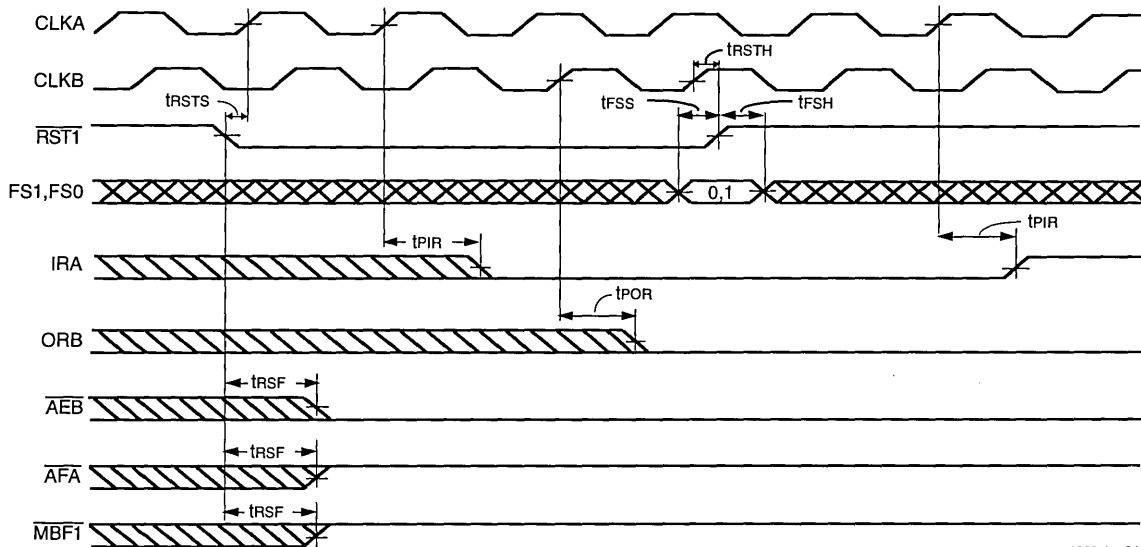 CLKA
tRSTH
CLKB
tRSTS
tFSS
tFSH
RST1
FS1,FS0
0,1
tPIR
tPIR
IRA
tPOR
ORB
tRSF
AEB
tRSF
AFA
tRSF
MBF1